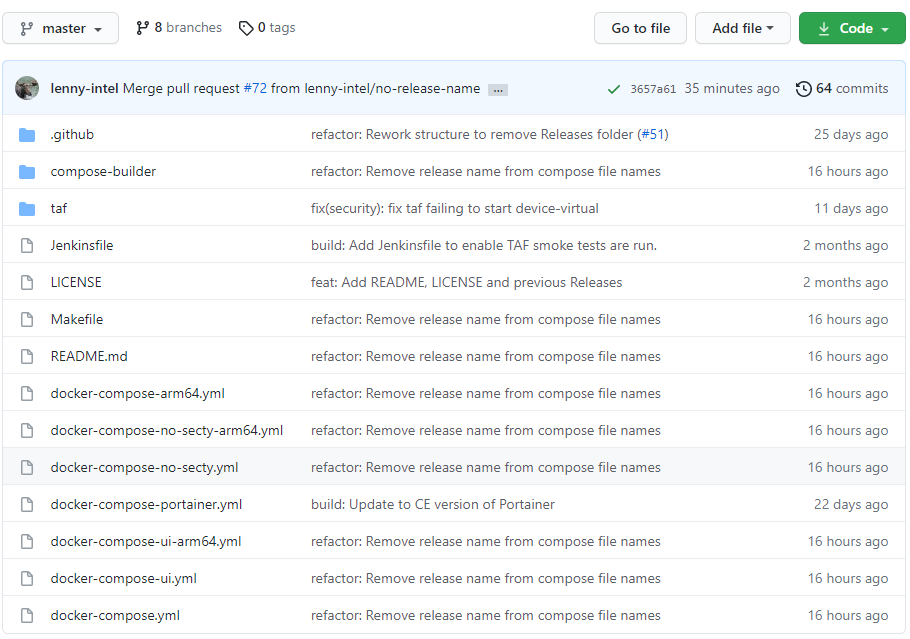 master 8 branches 0 tags Go to file Add file Code
lenny-intel Merge pull request #72 from lenny-intel/no-release-name ... 3657a61 35 minutes ago 64 commits
.github refactor: Rework structure to remove Releases folder (#51) 25 days ago
compose-builder refactor: Remove release name from compose file names 16 hours ago
taf fix(security): fix taf failing to start device-virtual 11 days ago
Jenkinsfile build: Add Jenkinsfile to enable TAF smoke tests are run. 2 months ago
LICENSE feat: Add README, LICENSE and previous Releases 2 months ago
Makefile refactor: Remove release name from compose file names 16 hours ago
README.md refactor: Remove release name from compose file names 16 hours ago
docker-compose-arm64.yml refactor: Remove release name from compose file names 16 hours ago
docker-compose-no-secty-arm64.yml refactor: Remove release name from compose file names 16 hours ago
docker-compose-no-secty.yml refactor: Remove release name from compose file names 16 hours ago
docker-compose-portainer.yml build: Update to CE version of Portainer 22 days ago
docker-compose-ui-arm64.yml refactor: Remove release name from compose file names 16 hours ago
docker-compose-ui.yml refactor: Remove release name from compose file names 16 hours ago
docker-compose.yml refactor: Remove release name from compose file names 16 hours ago